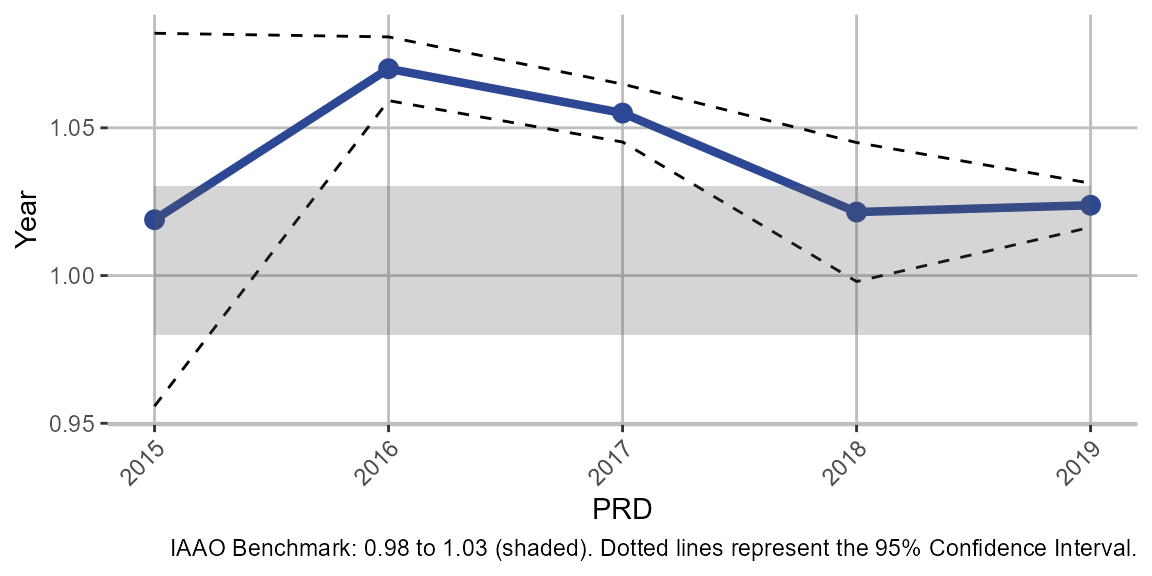 1.05
1.00
0.95
Year
2015
2016
2017
2018
2019
PRD
IAAO Benchmark: 0.98 to 1.03 (shaded). Dotted lines represent the 95% Confidence Interval.